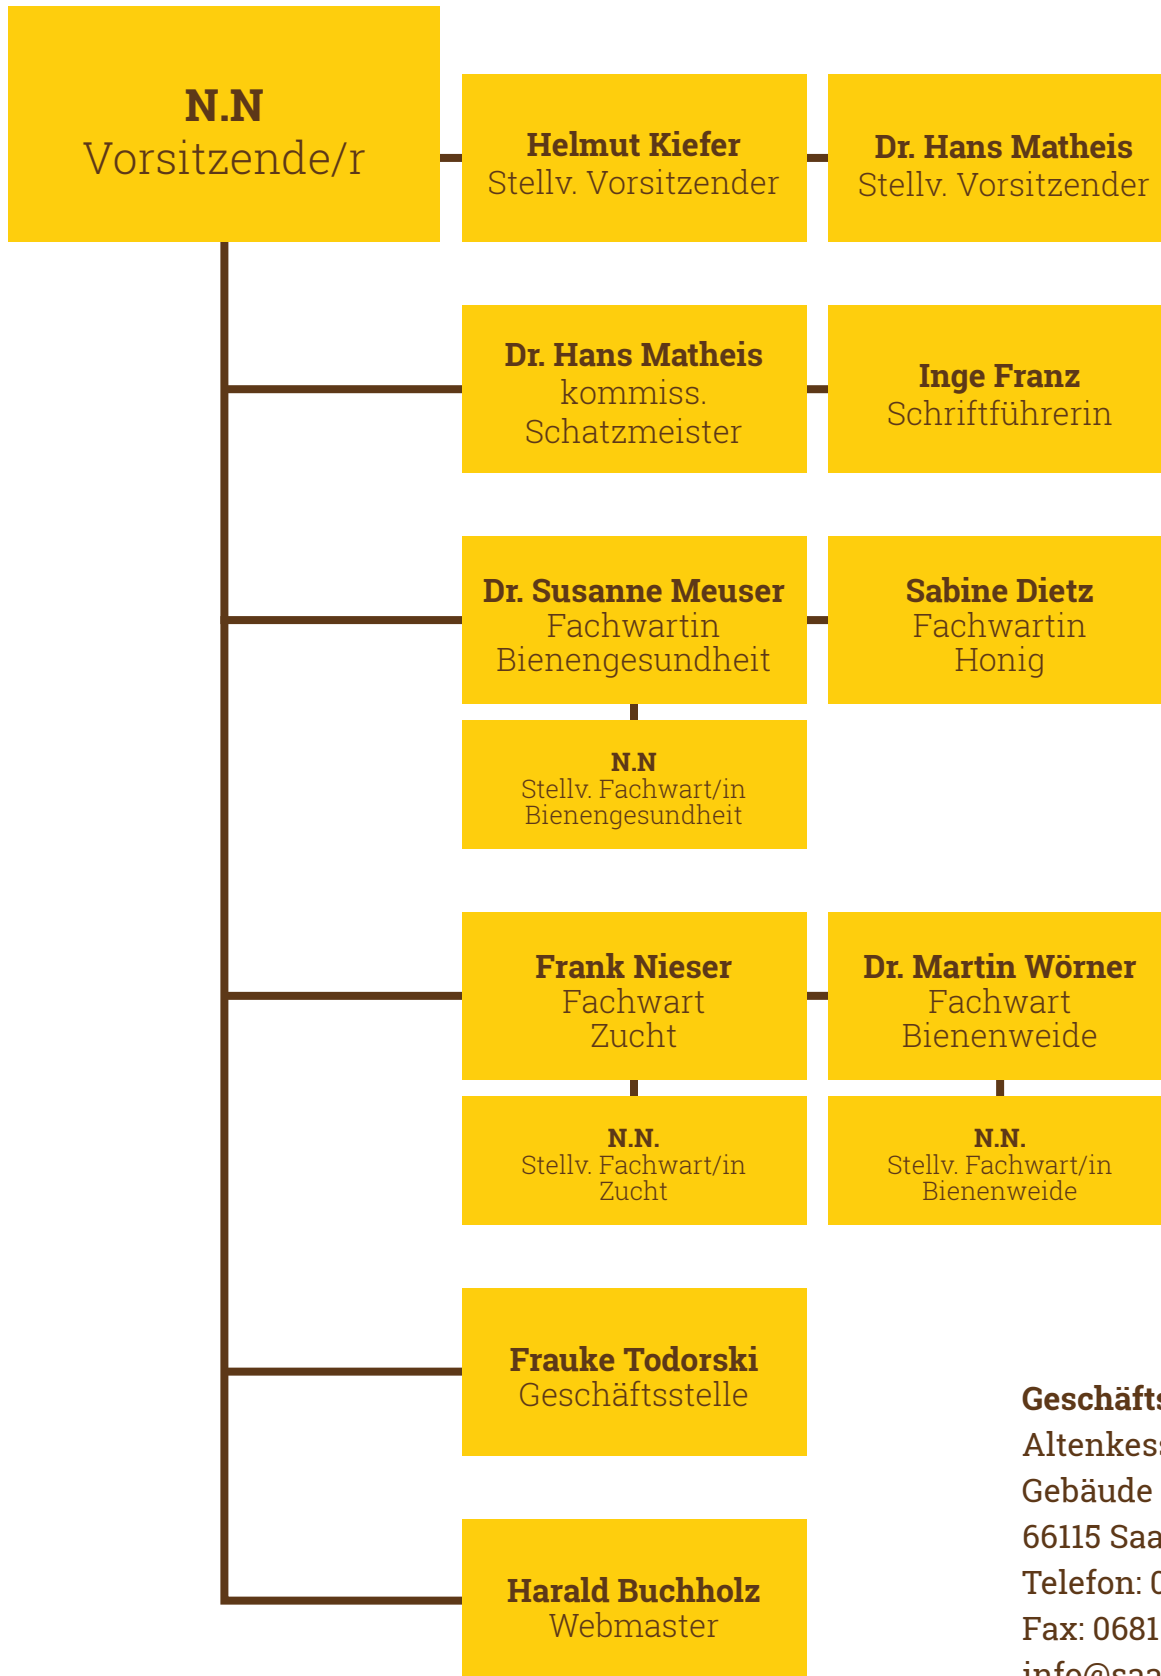 N.N
Vorsitzende/r
Helmut Kiefer
Stellv. Vorsitzender
Dr. Hans Matheis
Stellv. Vorsitzender
Dr. Hans Matheis
kommiss.
Schatzmeister
Inge Franz
Schriftführerin
Dr. Susanne Meuser
Fachwartin
Bienengesundheit
Sabine Dietz
Fachwartin
Honig
N.N
Stellv. Fachwart/in
Bienengesundheit
Frank Nieser
Fachwart
Zucht
Dr. Martin Wörner
Fachwart
Bienenweide
N.N.
Stellv. Fachwart/in
Zucht
N.N.
Stellv. Fachwart/in
Bienenweide
Frauke Todorski
Geschäftsstelle
Harald Buchholz
Webmaster
Gebäude
66115
Telefon:
Fax: 0681